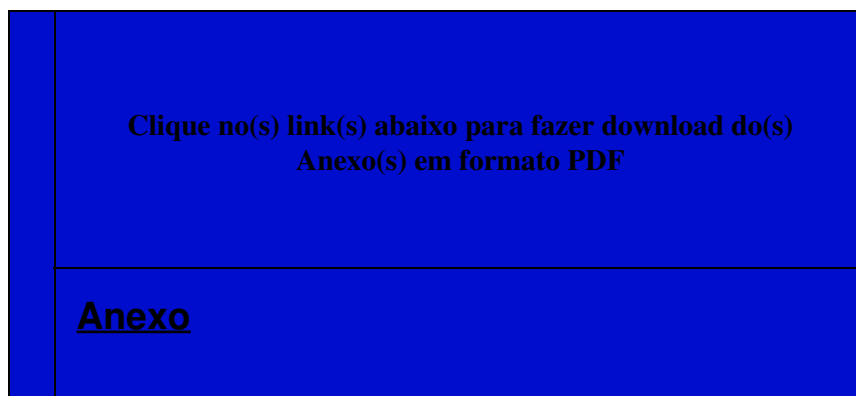 Clique no(s) link(s) abaixo para fazer download do(s)
Anexo(s) em formato PDF
Anexo